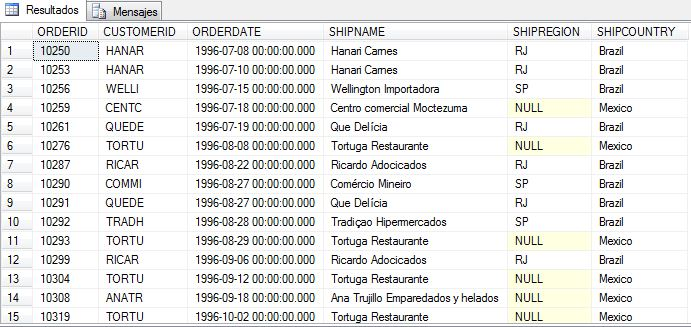 Resultados Mensajes
ORDERID CUSTOMERID ORDERDATE SHIPNAME SHIPREGION SHIPCOUNTRY
1 10250 HANAR 1996-07-08 00:00:00.000 Hanari Carnes RJ Brazil
2 10253 HANAR 1996-07-10 00:00:00.000 Hanari Carnes RJ Brazil
3 10256 WELLI 1996-07-15 00:00:00.000 Wellington Importadora SP Brazil
4 10259 CENTC 1996-07-18 00:00:00.000 Centro comercial Moctezuma NULL Mexico
5 10261 QUEDE 1996-07-19 00:00:00.000 Que Delícia RJ Brazil
6 10276 TORTU 1996-08-08 00:00:00.000 Tortuga Restaurante NULL Mexico
7 10287 RICAR 1996-08-22 00:00:00.000 Ricardo Adocicados RJ Brazil
8 10290 COMMI 1996-08-27 00:00:00.000 Comércio Mineiro SP Brazil
9 10291 QUEDE 1996-08-27 00:00:00.000 Que Delícia RJ Brazil
10 10292 TRADH 1996-08-28 00:00:00.000 Tradiçao Hipermercados SP Brazil
11 10293 TORTU 1996-08-29 00:00:00.000 Tortuga Restaurante NULL Mexico
12 10299 RICAR 1996-09-06 00:00:00.000 Ricardo Adocicados RJ Brazil
13 10304 TORTU 1996-09-12 00:00:00.000 Tortuga Restaurante NULL Mexico
14 10308 ANATR 1996-09-18 00:00:00.000 Ana Trujillo Emparedados y helados NULL Mexico
15 10319 TORTU 1996-10-02 00:00:00.000 Tortuga Restaurante NULL Mexico